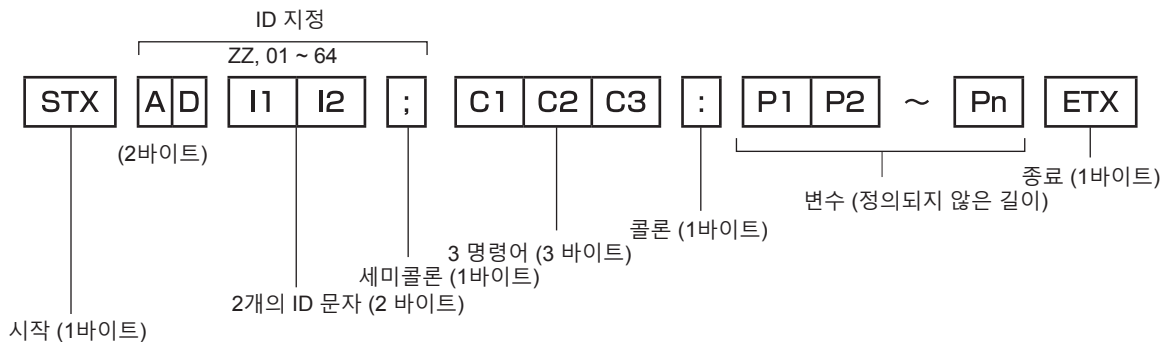 ID 지정
ZZ, 01 ~ 64
STX A D I1 I2 ; C1 C2 C3 : P1 P2 ~ Pn ETX
(2바이트)
종료 (1바이트)
변수 (정의되지 않은 길이)
콜론 (1바이트)
3 명령어 (3 바이트)
세미콜론 (1바이트)
2개의 ID 문자 (2 바이트)
시작 (1바이트)